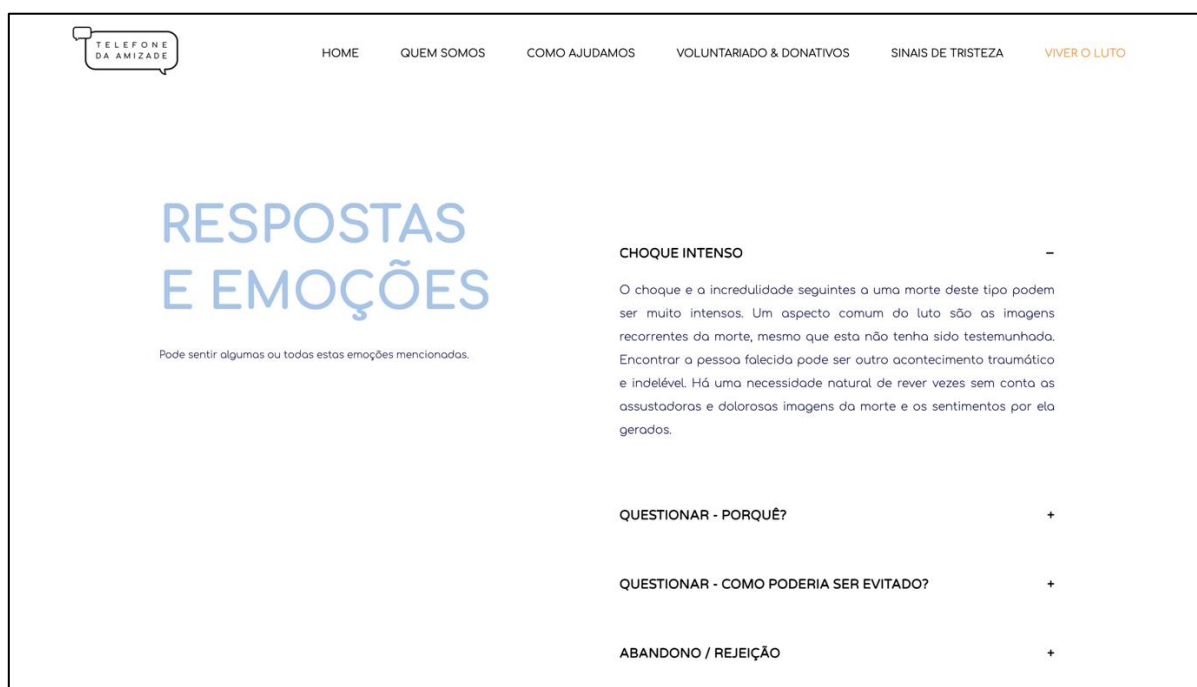 TELEFONE
DA AMIZADE
HOME
QUEM SOMOS
COMO AJUDAMOS
VOLUNTARIADO & DONATIVOS
SINAIS DE TRISTEZA
VIVER O LUTO
RESPOSTAS
E EMOÇÕES
Pode sentir algumas ou todas estas emoções mencionadas.
CHOQUE INTENSO –
O choque e a incredulidade seguintes a uma morte deste tipo podem
ser muito intensos. Um aspecto comum do luto são as imagens
recorrentes da morte, mesmo que esta não tenha sido testemunhada.
Encontrar a pessoa falecida pode ser outro acontecimento traumático
e indelével. Há uma necessidade natural de rever vezes sem conta as
assustadoras e dolorosas imagens da morte e os sentimentos por ela
gerados.
QUESTIONAR - PORQUÊ? +
QUESTIONAR - COMO PODERIA SER EVITADO? +
ABANDONO / REJEIÇÃO +